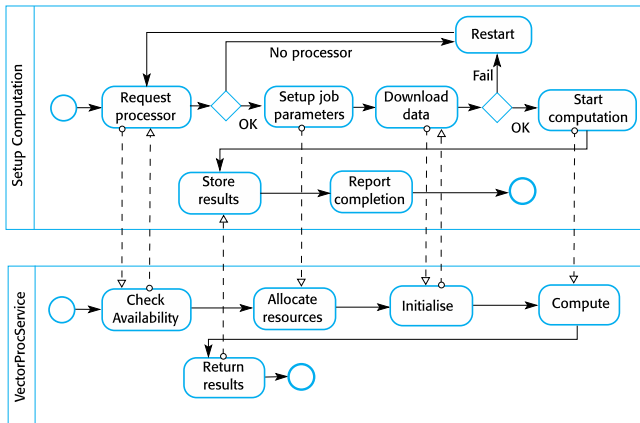 Setup Computation
Restart
No processor
Fail
Request
processor
OK
Setup job
parameters
Download
data
OK
Start
computation
Store
results
Report
completion
VectorProcService
Check
Availability
Allocate
resources
Initialise
Compute
Return
results